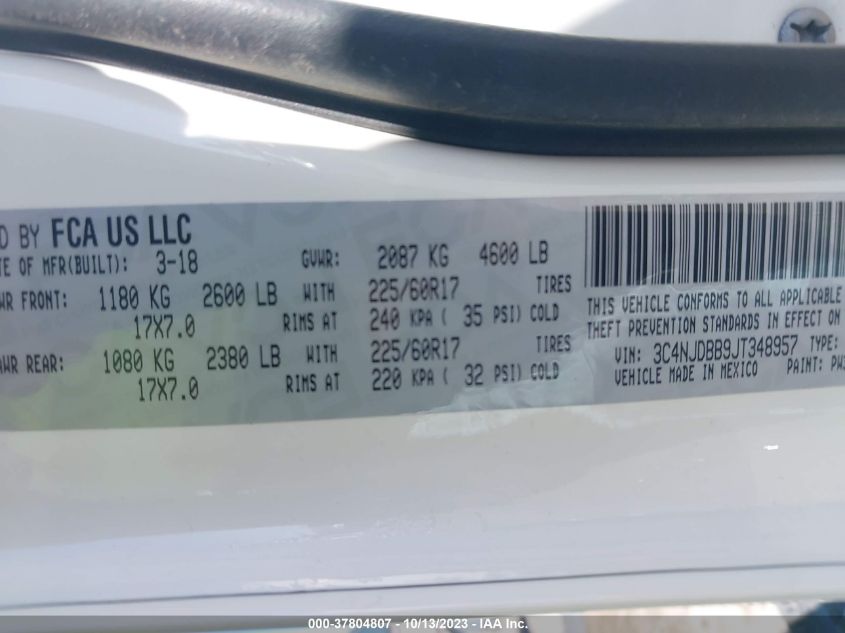 D BY FCA US LLC
TE OF MFR(BUILT): 3-18 GVWR: 2087 KG 4600 LB
WR FRONT: 1180 KG 2600 LB WITH 225/60R17 TIRES
17X7.0 RIMS AT 240 KPA ( 35 PSI) COLD
AWR REAR: 1080 KG 2380 LB WITH 225/60R17 TIRES
17X7.0 RIMS AT 220 KPA ( 32 PSI) COLD
THIS VEHICLE CONFORMS TO ALL APPLICABLE
THEFT PREVENTION STANDARDS IN EFFECT ON
VIN: 3C4NJDBB9JT348957 TYPE:
VEHICLE MADE IN MEXICO PAINT: PW
000-37804807 - 10/13/2023 - IAA Inc.